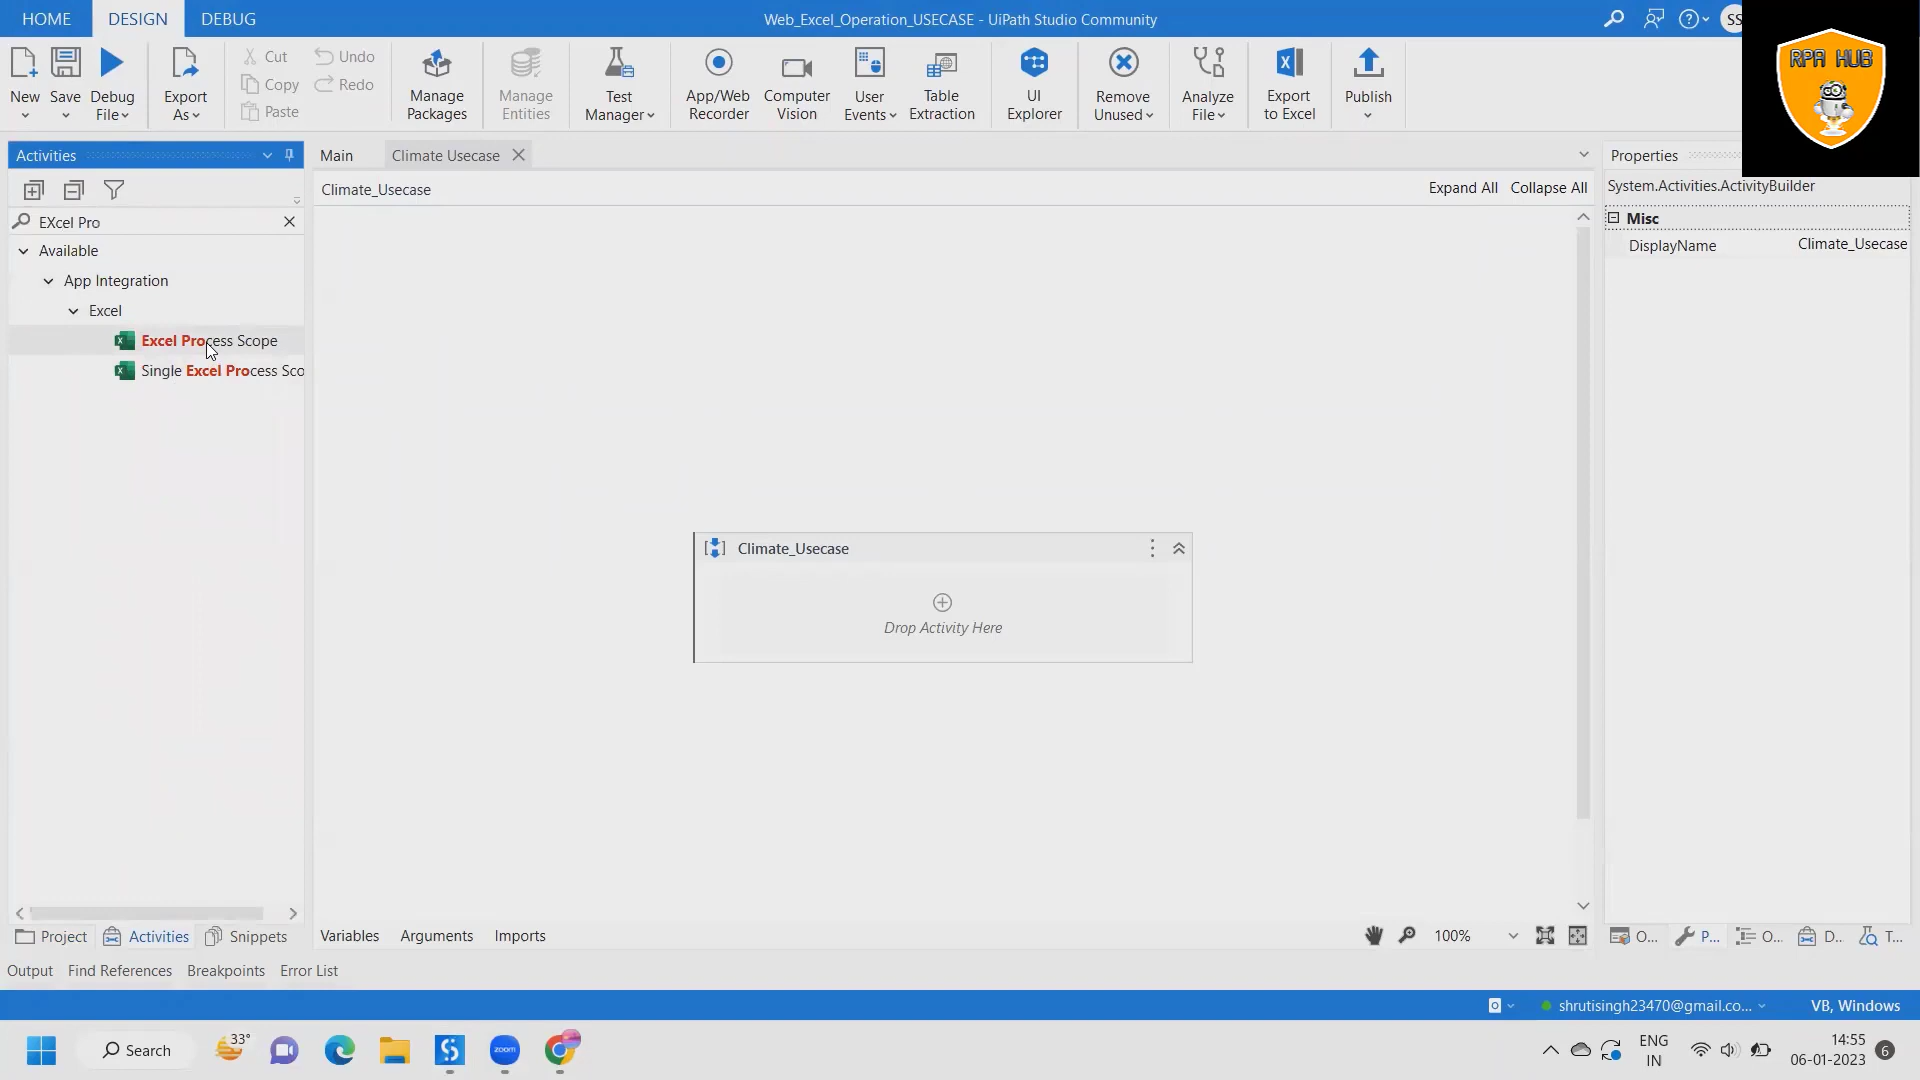 HOME DESIGN DEBUG Web_Excel_Operation_USECASE - UiPath Studio Community SS
RPA HUB
New Save Debug File Export As
Cut Copy Paste Undo Redo
Manage Packages
Manage Entities
Test Manager
App/Web Recorder
Computer Vision
User Events
Table Extraction
UI Explorer
Remove Unused
Analyze File
Export to Excel
Publish
Activities
EXcel Pro
Available
App Integration
Excel
Excel Process Scope
Single Excel Process Sco
Main Climate Usecase
Climate_Usecase Expand All Collapse All
Climate_Usecase
Drop Activity Here
Properties
System.Activities.ActivityBuilder
Misc
DisplayName Climate_Usecase
Project Activities Snippets
Variables Arguments Imports 100%
O... P... O... D... T...
Output Find References Breakpoints Error List
shrutisingh23470@gmail.co... VB, Windows
33°
Search
zoom
ENG
IN
14:55
06-01-2023
6